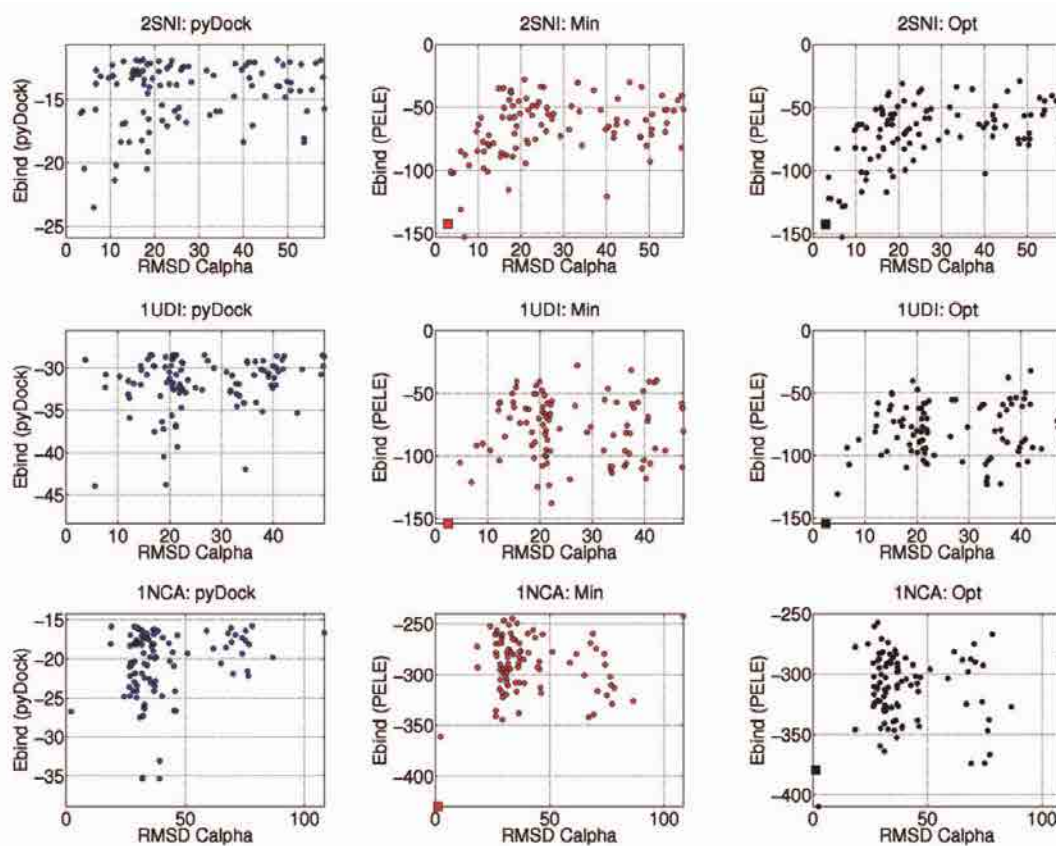 2SNI: pyDock
Ebind (pyDock)
−15
−20
−25
0 10 20 30 40 50
RMSD Calpha
2SNI: Min
Ebind (PELE)
0
−50
−100
−150
0 10 20 30 40 50
RMSD Calpha
2SNI: Opt
Ebind (PELE)
0
−50
−100
−150
0 10 20 30 40 50
RMSD Calpha
1UDI: pyDock
Ebind (pyDock)
−30
−35
−40
−45
0 10 20 30 40
RMSD Calpha
1UDI: Min
Ebind (PELE)
0
−50
−100
−150
0 10 20 30 40
RMSD Calpha
1UDI: Opt
Ebind (PELE)
0
−50
−100
−150
0 10 20 30 40
RMSD Calpha
1NCA: pyDock
Ebind (pyDock)
−15
−20
−25
−30
−35
0 50 100
RMSD Calpha
1NCA: Min
Ebind (PELE)
−250
−300
−350
−400
0 50 100
RMSD Calpha
1NCA: Opt
Ebind (PELE)
−250
−300
−350
−400
0 50 100
RMSD Calpha